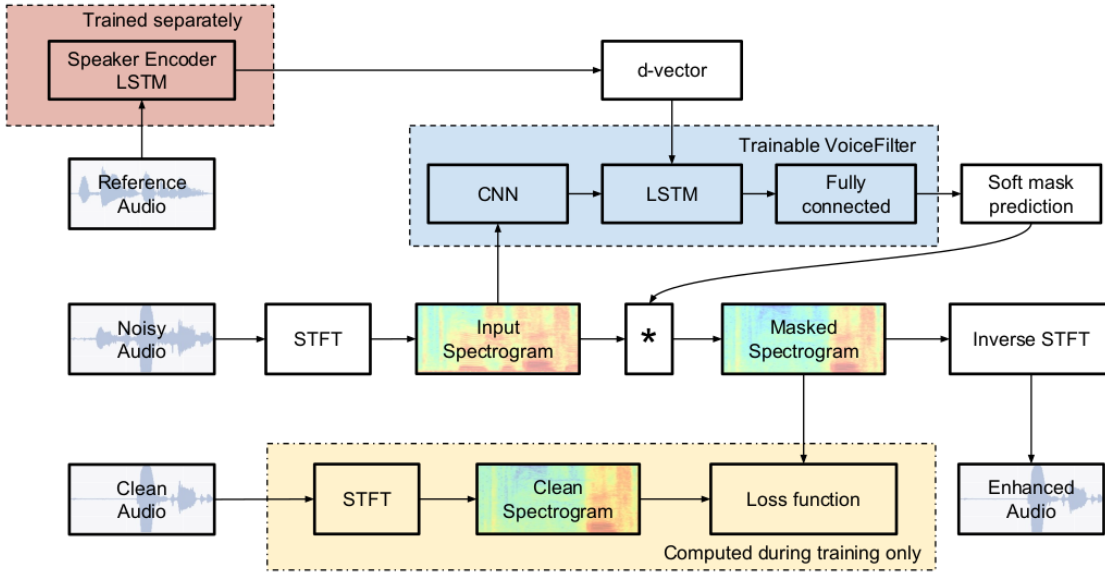 Trained separately
Speaker Encoder
LSTM
d-vector
Trainable VoiceFilter
Reference
Audio
CNN
LSTM
Fully
connected
Soft mask
prediction
Noisy
Audio
STFT
Input
Spectrogram
*
Masked
Spectrogram
Inverse STFT
Clean
Audio
STFT
Clean
Spectrogram
Loss function
Enhanced
Audio
Computed during training only